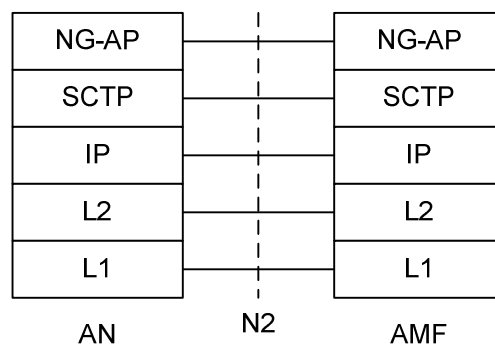 NG-AP NG-AP
SCTP SCTP
IP IP
L2 L2
L1 L1
AN N2 AMF